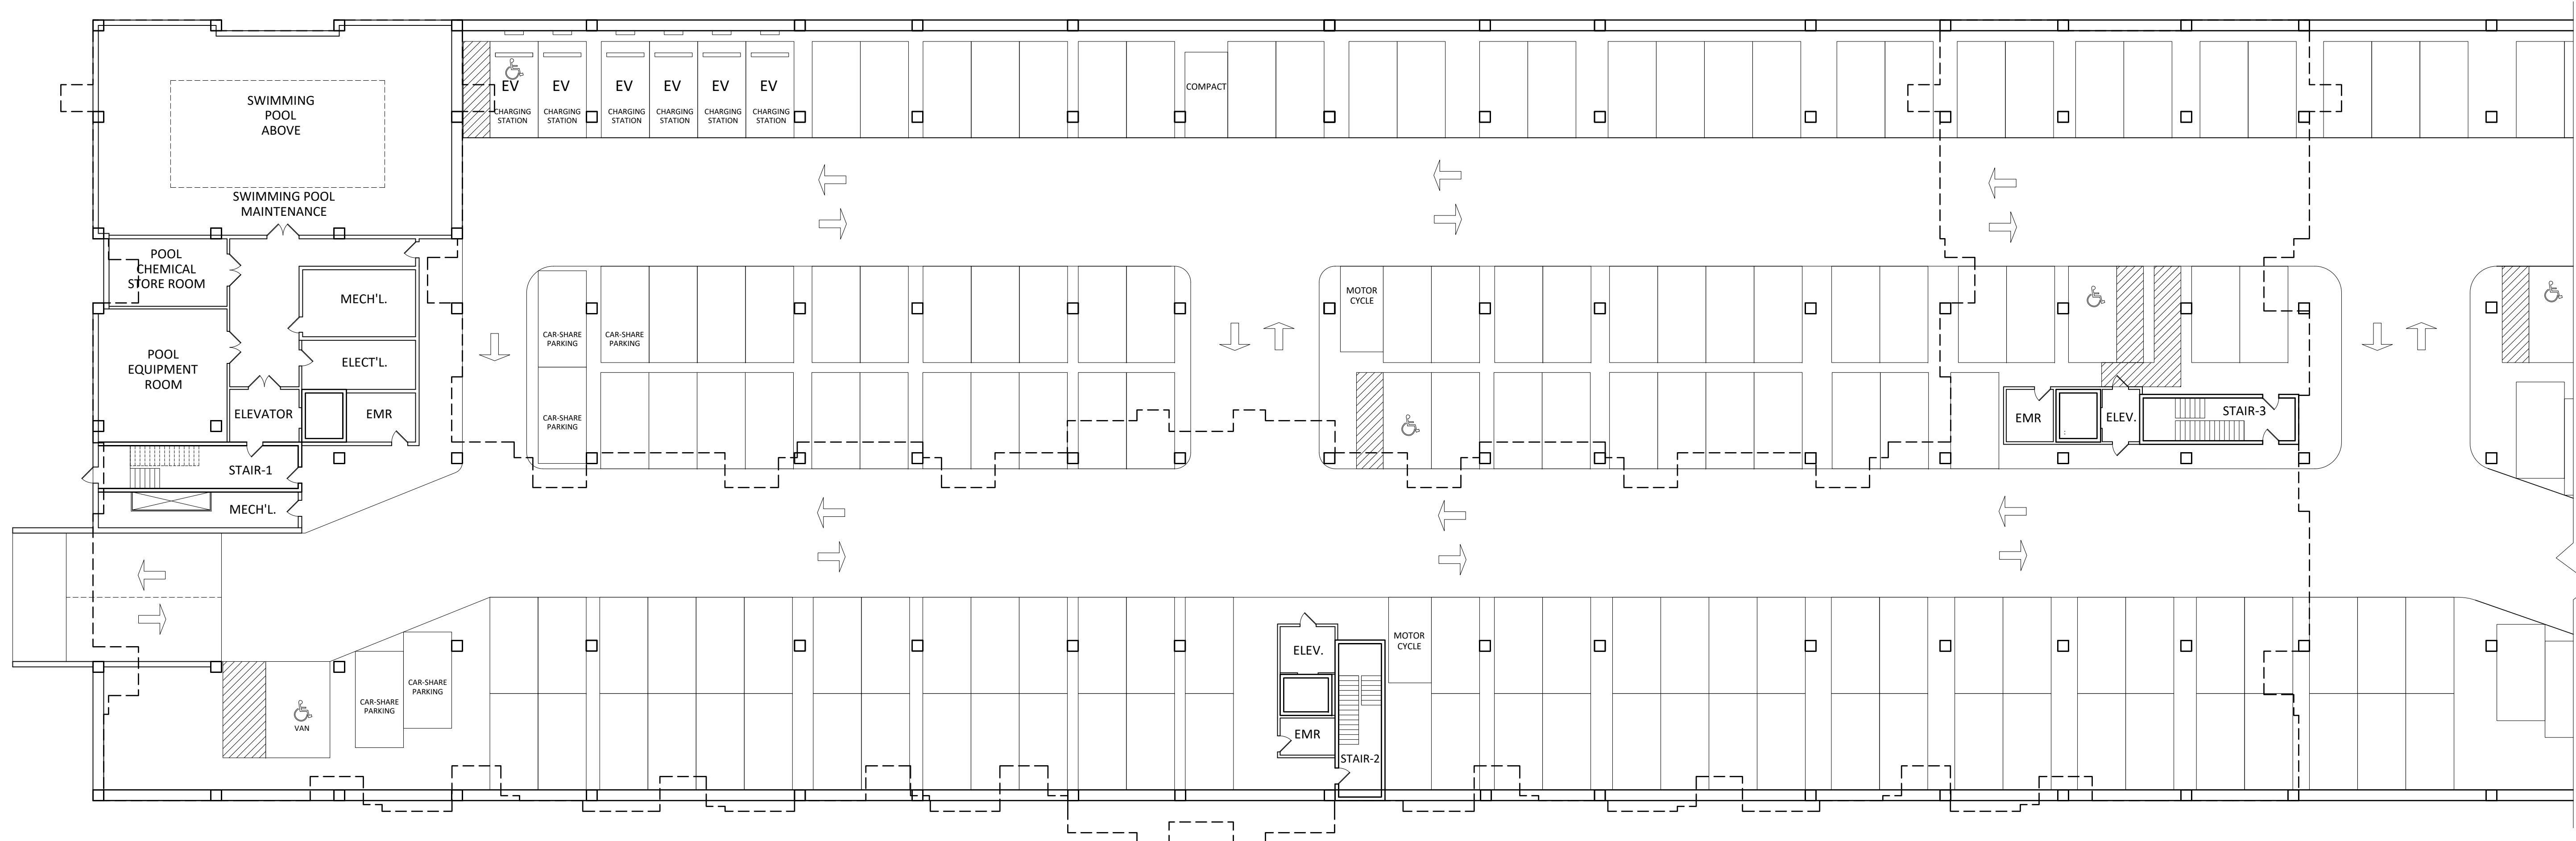 SWIMMING
POOL
ABOVE
SWIMMING POOL
MAINTENANCE
EV
CHARGING
STATION
EV
CHARGING
STATION
EV
CHARGING
STATION
EV
CHARGING
STATION
EV
CHARGING
STATION
EV
CHARGING
STATION
COMPACT
POOL
CHEMICAL
STORE ROOM
MECH'L.
POOL
EQUIPMENT
ROOM
ELECT'L.
ELEVATOR
EMR
STAIR-1
MECH'L.
CAR-SHARE
PARKING
CAR-SHARE
PARKING
CAR-SHARE
PARKING
MOTOR
CYCLE
EMR
ELEV.
STAIR-3
VAN
CAR-SHARE
PARKING
CAR-SHARE
PARKING
ELEV.
EMR
STAIR-2
MOTOR
CYCLE